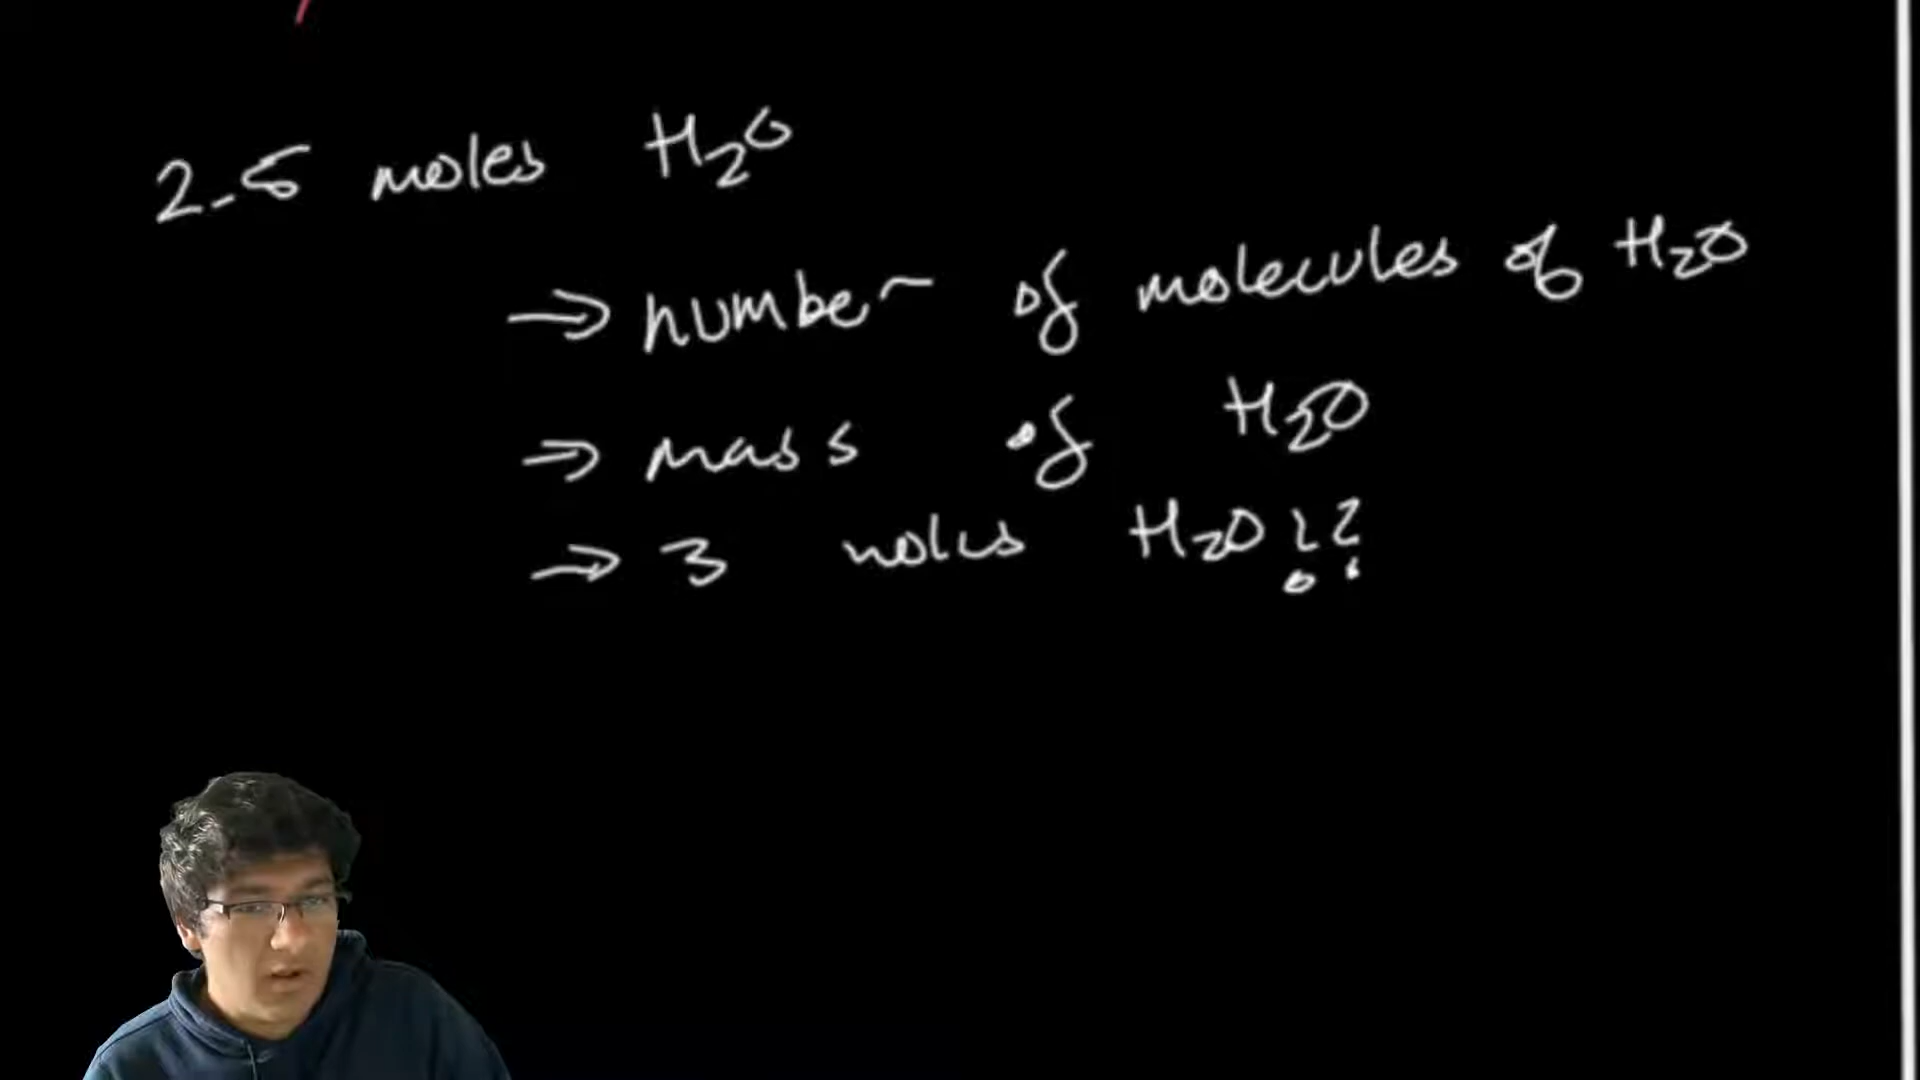 2.5 moles H₂O
→ number of molecules of H₂O
→ mass of H₂O
→ 3 moles H₂O ??